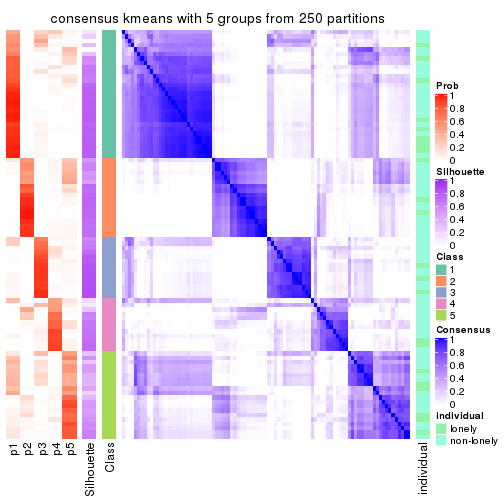 consensus kmeans with 5 groups from 250 partitions
p1
p2
p3
p4
p5
Silhouette
Class
individual
Prob
1
0.8
0.6
0.4
0.2
0
Silhouette
1
0.8
0.6
0.4
0.2
0
Class
1
2
3
4
5
Consensus
1
0.8
0.6
0.4
0.2
0
individual
lonely
non-lonely